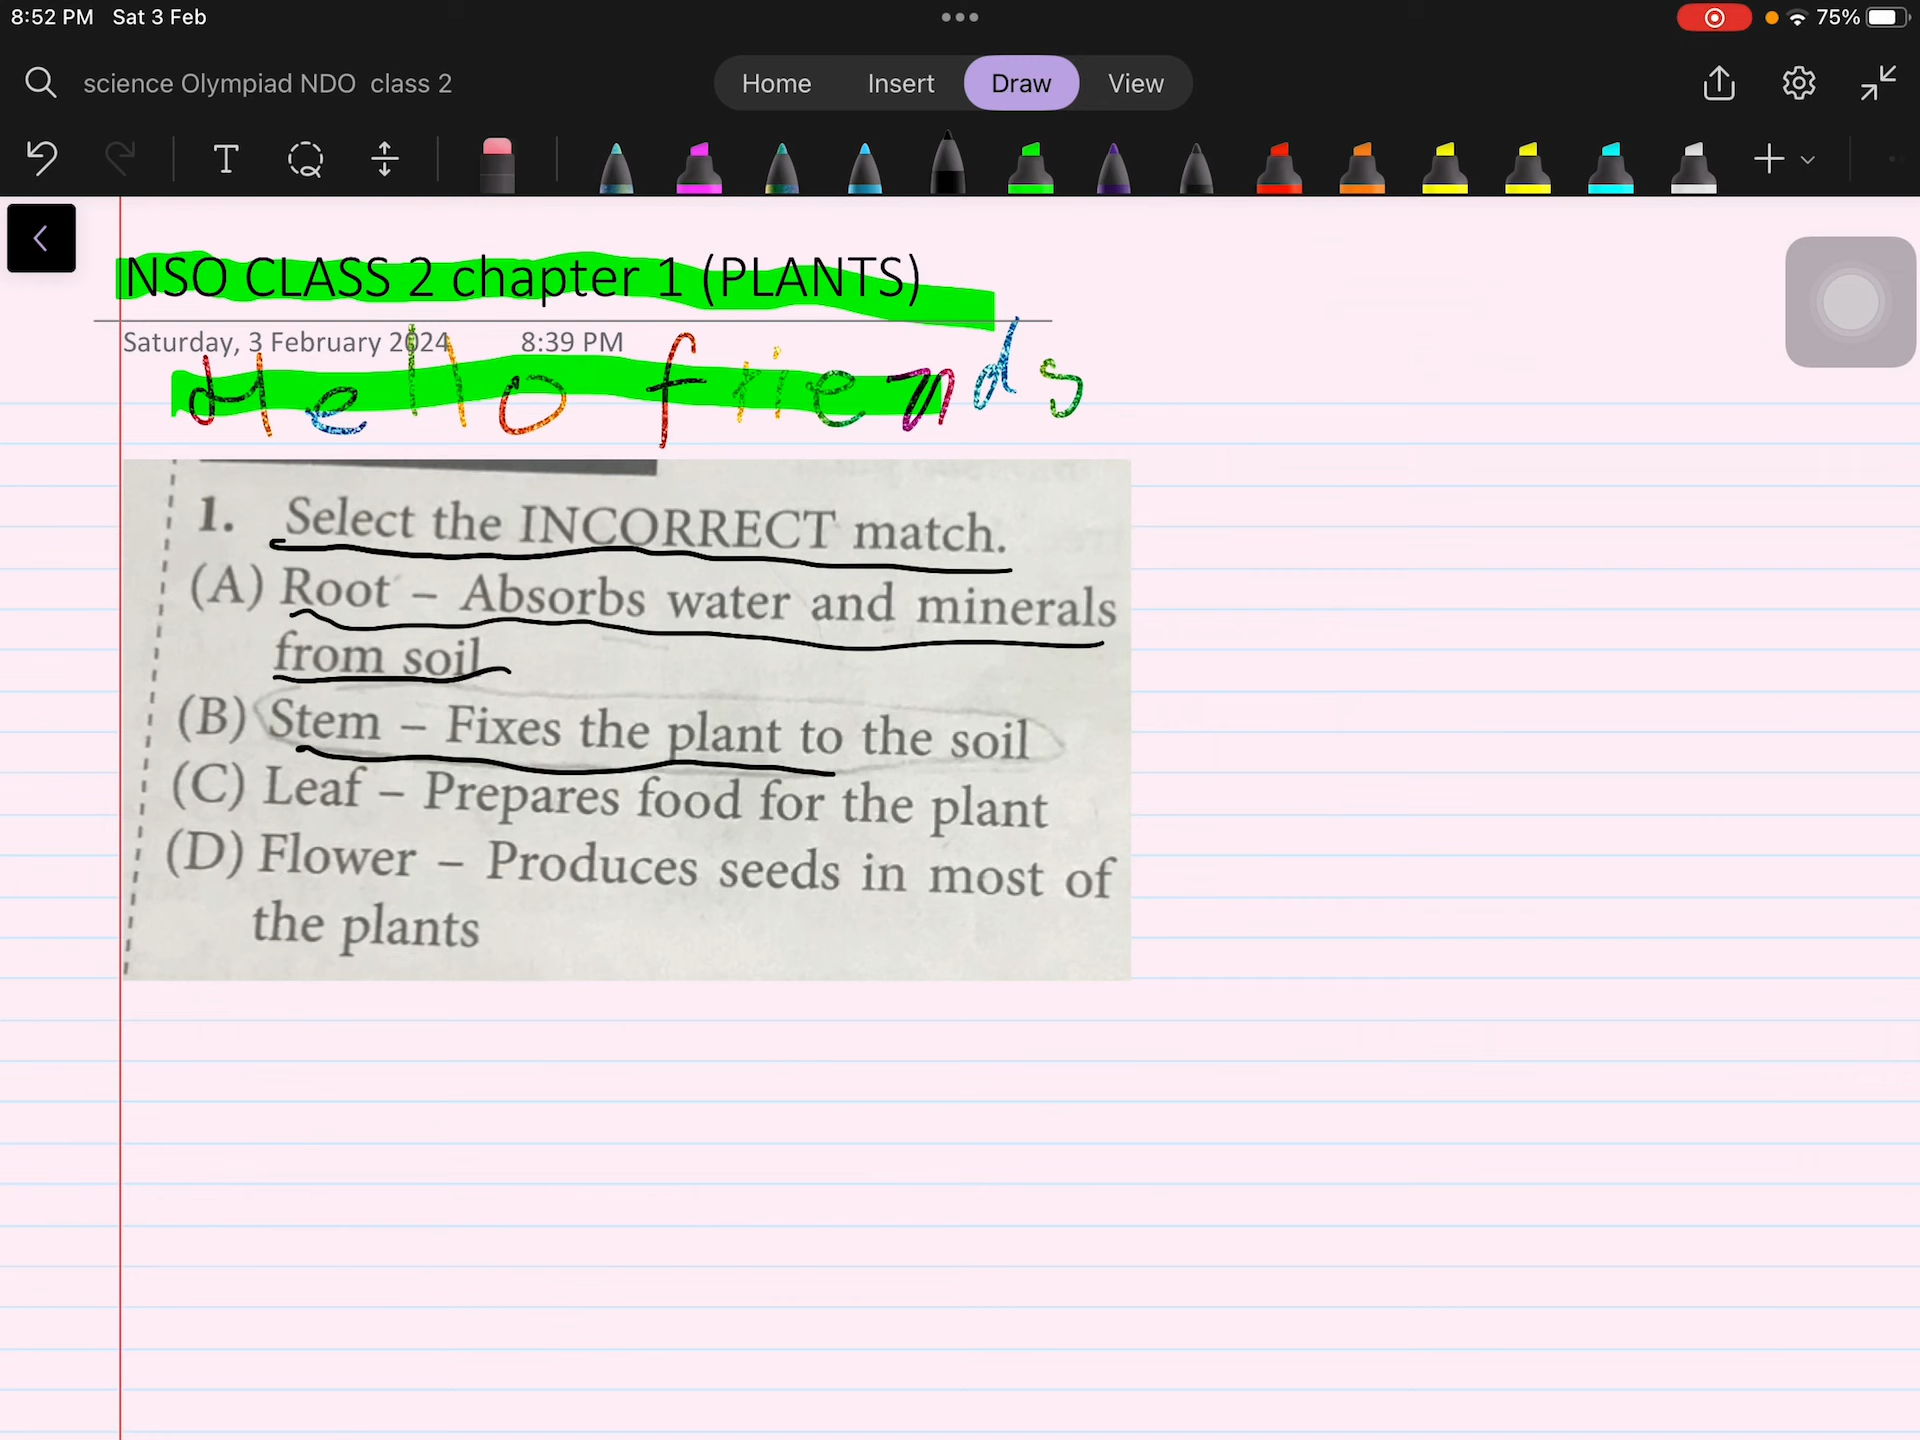 8:52 PM Sat 3 Feb 75%
science Olympiad NDO class 2 Home Insert Draw View
T
NSO CLASS 2 chapter 1 (PLANTS)
Saturday, 3 February 2024 8:39 PM
Hello friends
1. Select the INCORRECT match.
(A) Root – Absorbs water and minerals
from soil
(B) Stem – Fixes the plant to the soil
(C) Leaf – Prepares food for the plant
(D) Flower – Produces seeds in most of
the plants